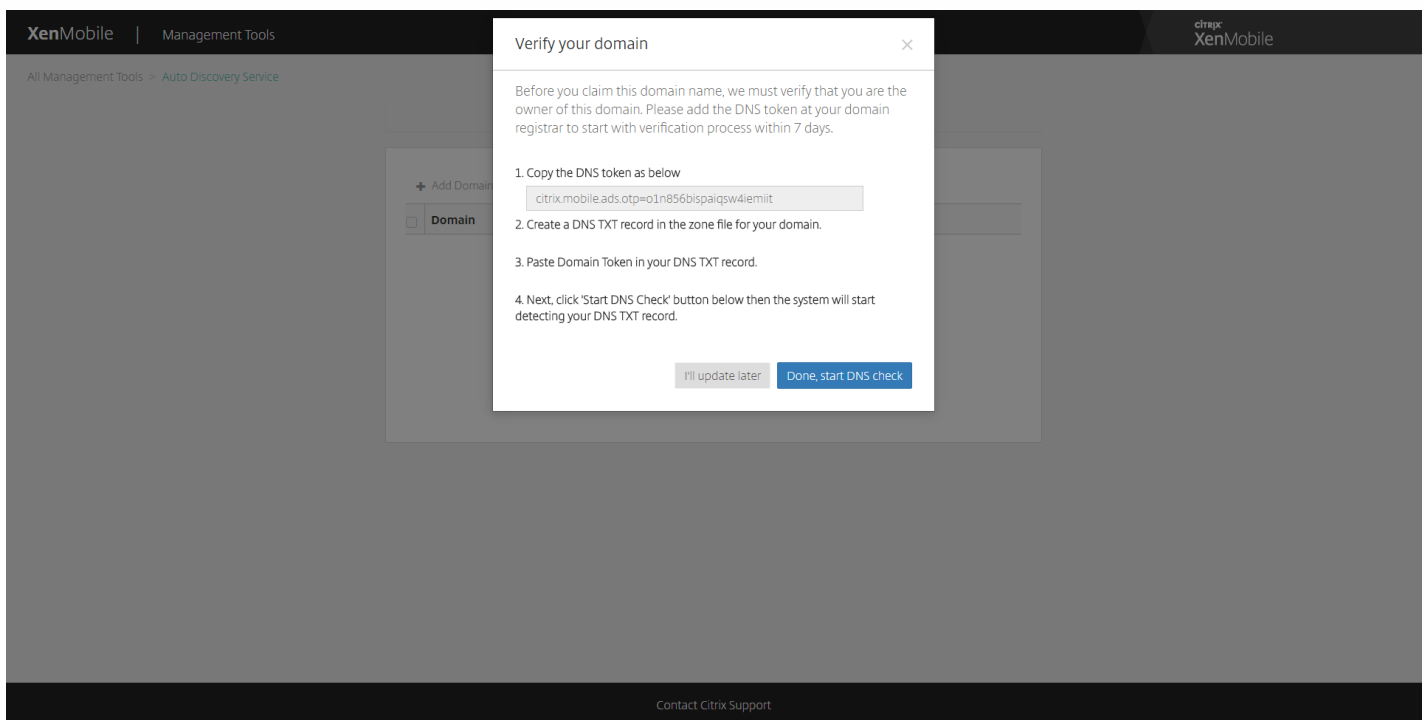 XenMobile | Management Tools
citrix
XenMobile
All Management Tools > Auto Discovery Service
Verify your domain
Before you claim this domain name, we must verify that you are the
owner of this domain. Please add the DNS token at your domain
registrar to start with verification process within 7 days.
1. Copy the DNS token as below
citrix.mobile.ads.otp=o1n856bispaiqsw4iemiit
2. Create a DNS TXT record in the zone file for your domain.
3. Paste Domain Token in your DNS TXT record.
4. Next, click 'Start DNS Check' button below then the system will start
detecting your DNS TXT record.
I'll update later
Done, start DNS check
+ Add Domain
Domain
Contact Citrix Support